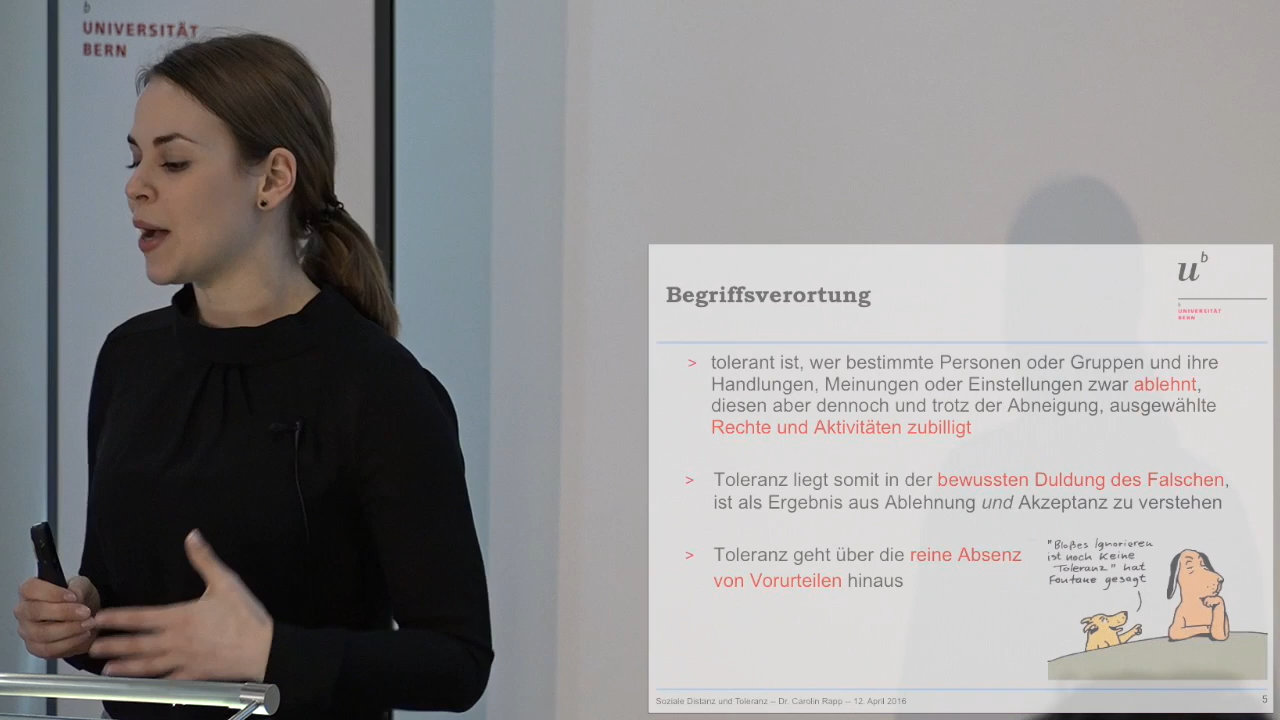 b
UNIVERSITÄT
BERN
u b
b
UNIVERSITÄT
BERN
Begriffsverortung
> tolerant ist, wer bestimmte Personen oder Gruppen und ihre
Handlungen, Meinungen oder Einstellungen zwar ablehnt,
diesen aber dennoch und trotz der Abneigung, ausgewählte
Rechte und Aktivitäten zubilligt
> Toleranz liegt somit in der bewussten Duldung des Falschen,
ist als Ergebnis aus Ablehnung und Akzeptanz zu verstehen
> Toleranz geht über die reine Absenz
von Vorurteilen hinaus
"Bloßes Ignorieren
ist noch keine
Toleranz" hat
Fontane gesagt
Soziale Distanz und Toleranz – Dr. Carolin Rapp – 12. April 2016
5